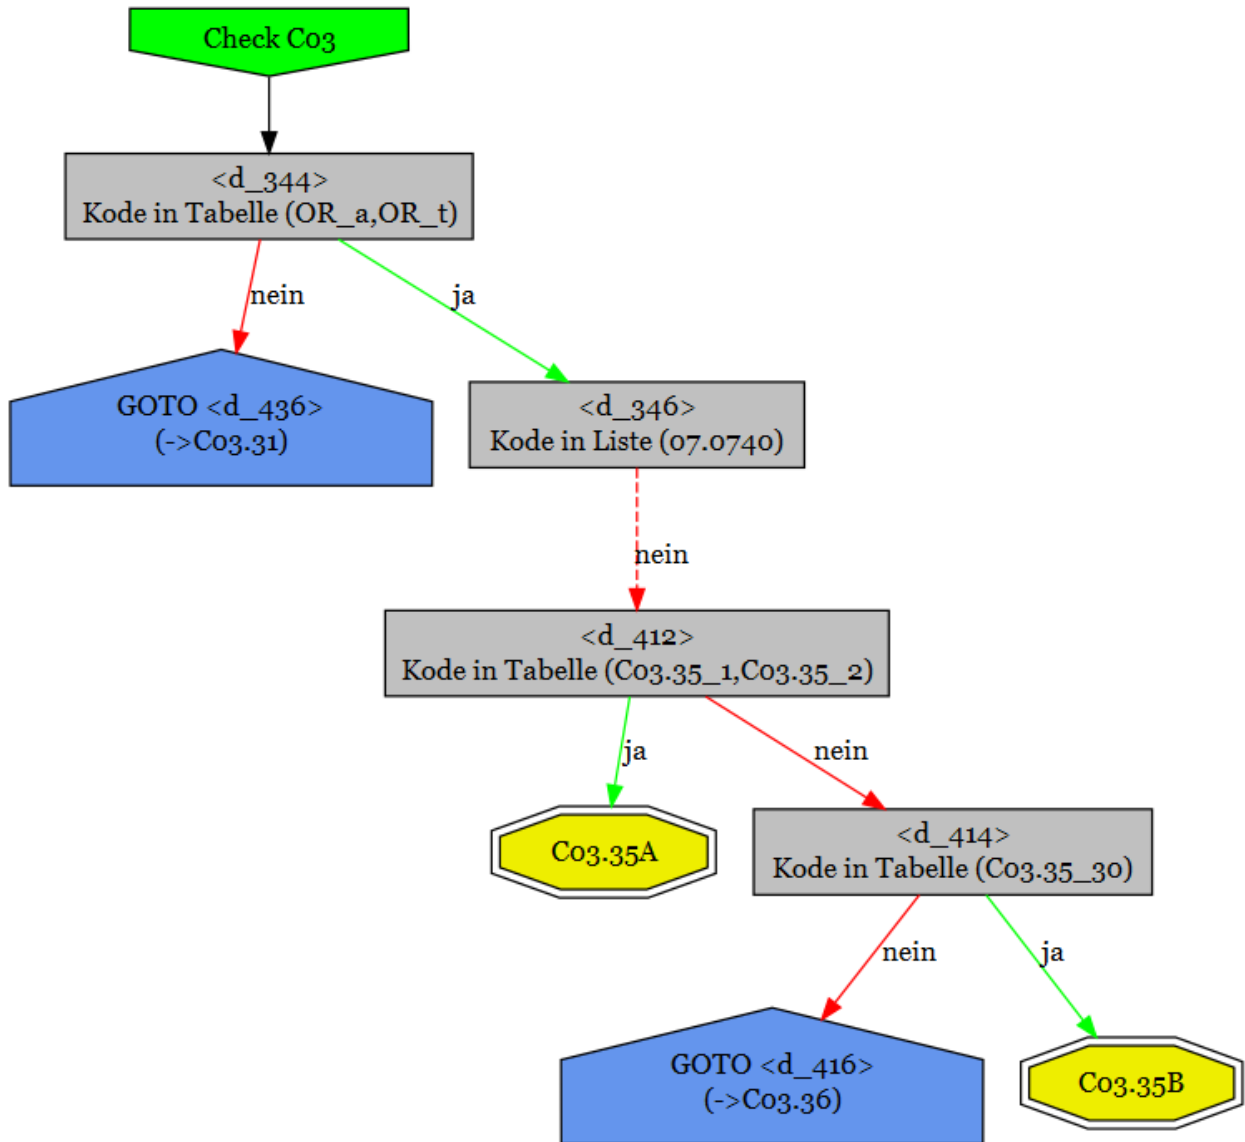 Check C03
<d_344>
Kode in Tabelle (OR_a,OR_t)
nein
ja
GOTO <d_436>
(->C03.31)
<d_346>
Kode in Liste (07.0740)
nein
<d_412>
Kode in Tabelle (C03.35_1,C03.35_2)
ja
nein
C03.35A
<d_414>
Kode in Tabelle (C03.35_30)
nein
ja
GOTO <d_416>
(->C03.36)
C03.35B